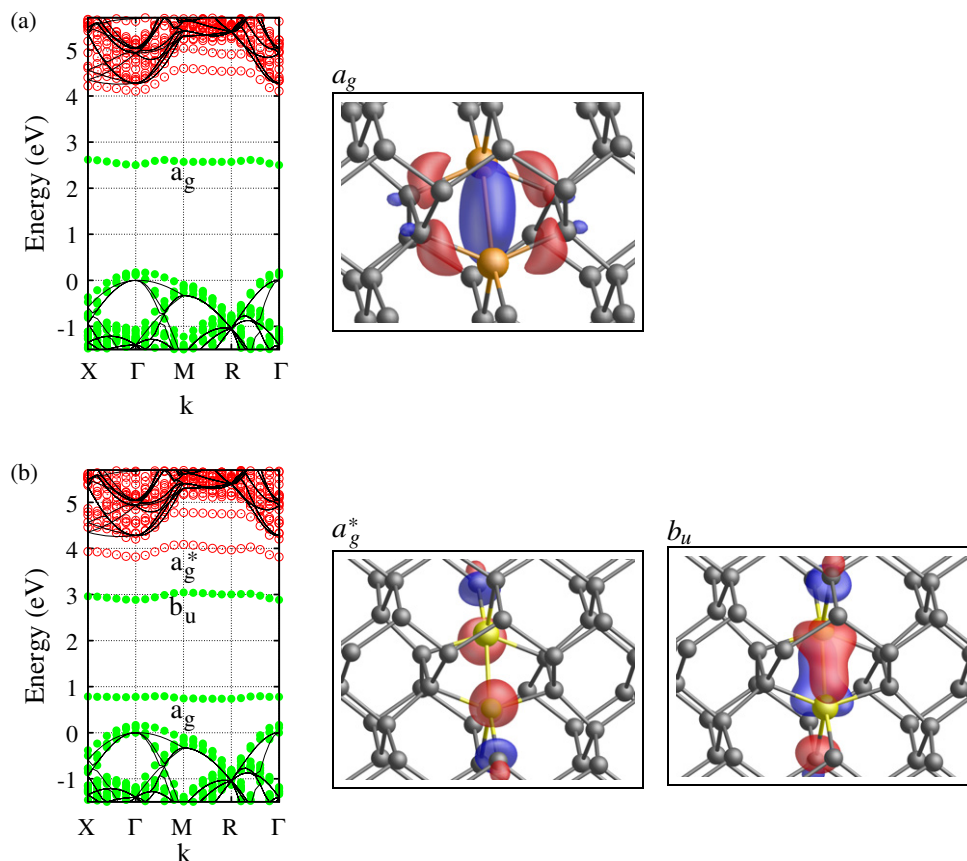 (a)
5
4
3
2
1
0
-1
Energy (eV)
a_g
X Γ M R Γ
k
a_g
(b)
5
4
3
2
1
0
-1
Energy (eV)
a_g^*
b_u
a_g
X Γ M R Γ
k
a_g^*
b_u